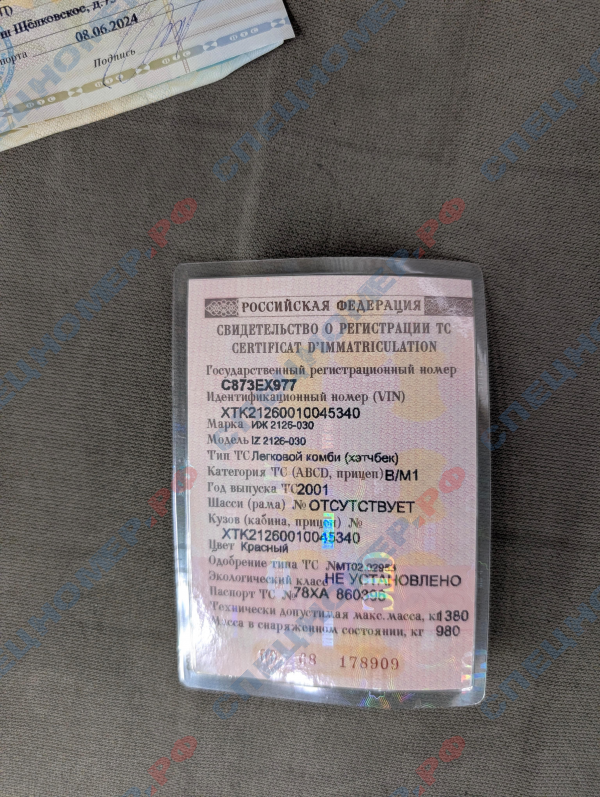 П)
ш Щёлковское, д.
08.06.2024
порта
Подпись
РОССИЙСКАЯ ФЕДЕРАЦИЯ
СВИДЕТЕЛЬСТВО О РЕГИСТРАЦИИ ТС
CERTIFICAT D'IMMATRICULATION
Государственный регистрационный номер
С873ЕХ977
Идентификационный номер (VIN)
XTK21260010045340
Марка ИЖ 2126-030
Модель IZ 2126-030
Тип ТС Легковой комби (хэтчбек)
Категория ТС (ABCD, прицеп) B/M1
Год выпуска ТС 2001
Шасси (рама) № ОТСУТСТВУЕТ
Кузов (кабина, прицеп) №
XTK21260010045340
Цвет Красный
Одобрение типа ТС №
Экологический класс НЕ УСТАНОВЛЕНО
Паспорт ТС № 78ХА
Технически допустимая макс. масса, кг 1380
Масса в снаряженном состоянии, кг 980
178909
СПЕЦНОМЕР.РФ